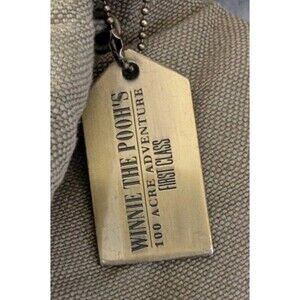 WINNIE THE POOH'S
100 ACRE ADVENTURE
FIRST CLASS